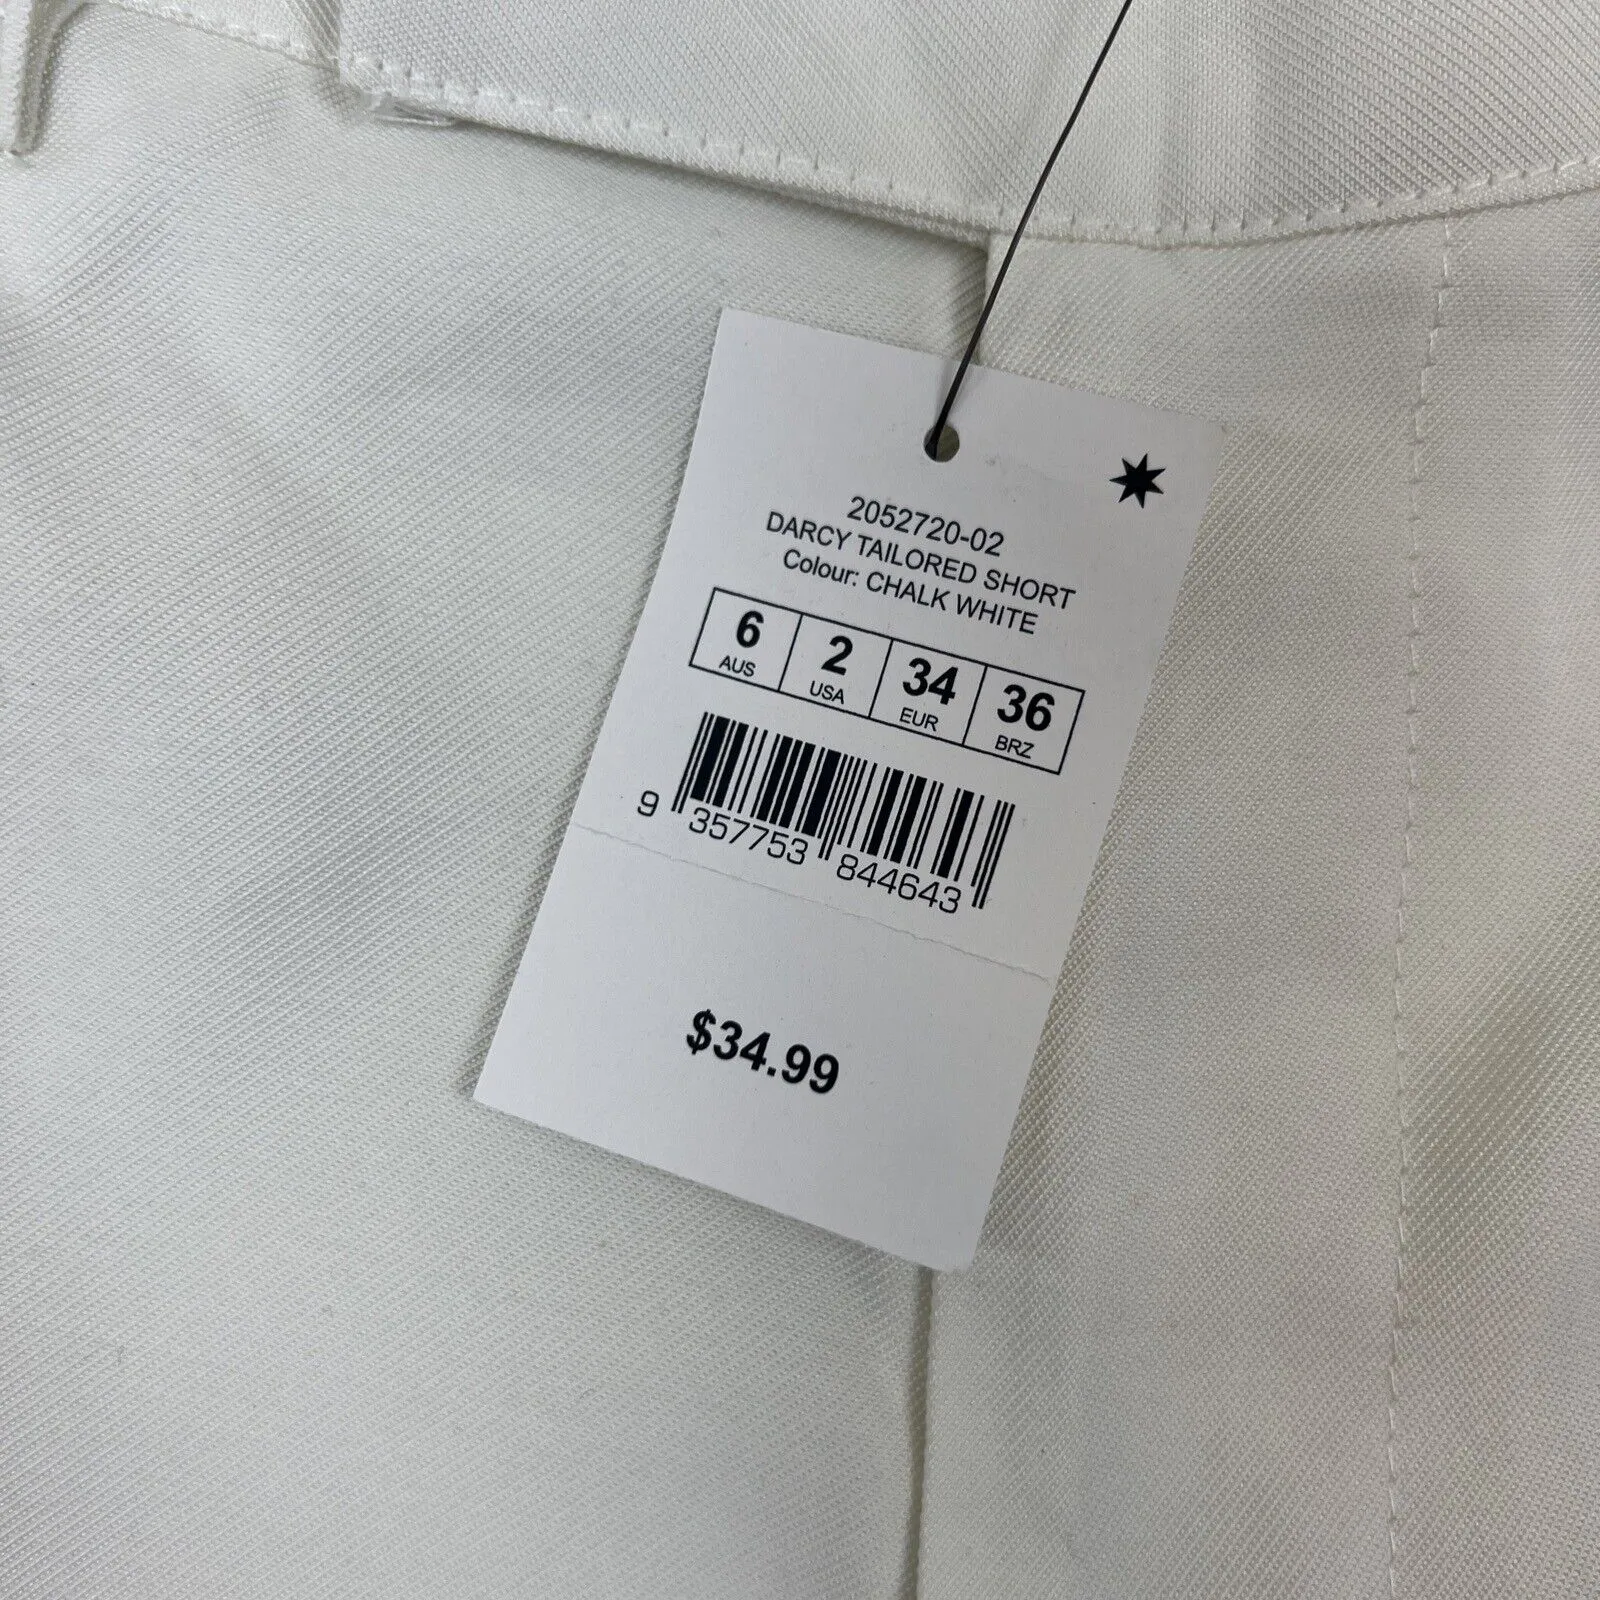 2052720-02
DARCY TAILORED SHORT
Colour: CHALK WHITE
6 2 34 36
AUS USA EUR BRZ
9 357753 844643
$34.99